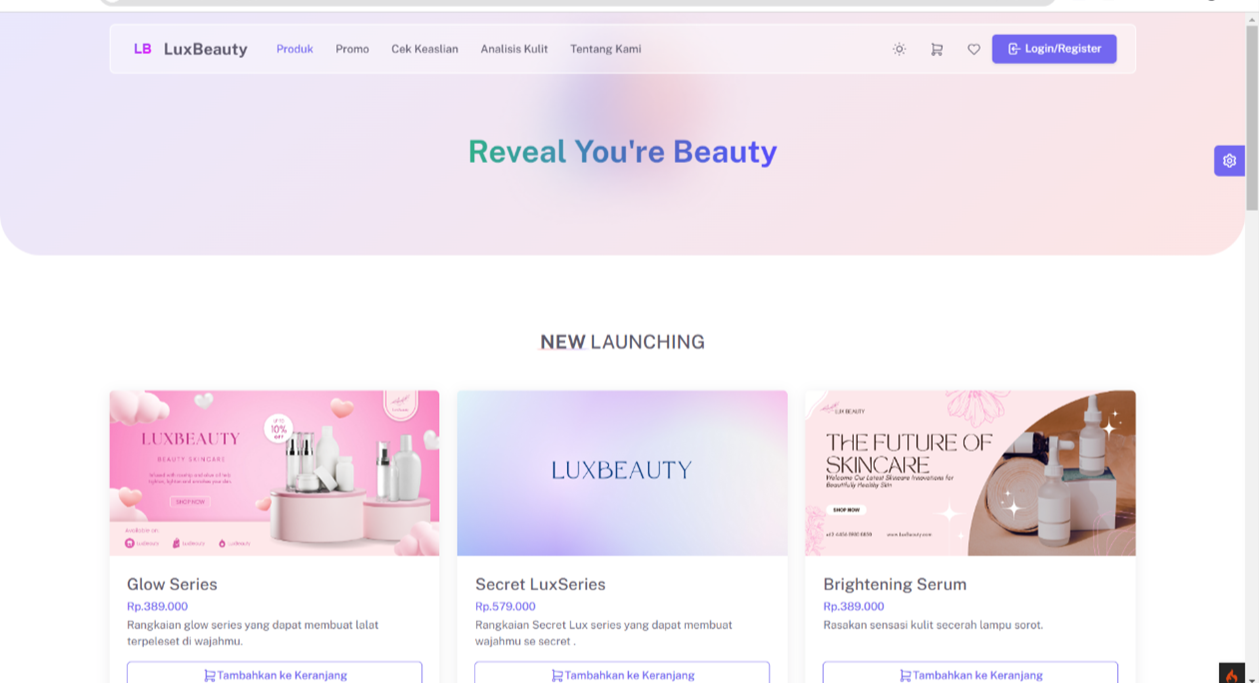 LB LuxBeauty Produk Promo Cek Keaslian Analisis Kulit Tentang Kami Login/Register
Reveal You're Beauty
NEW LAUNCHING
LUXBEAUTY
BEAUTY SKINCARE
UP TO
10%
OFF
SHOP NOW
Available on
LUXBEAUTY
LUX BEAUTY
THE FUTURE OF
SKINCARE
Welcome Our Latest Skincare Innovations for
Beautifully Healthy Skin
SHOP NOW
www.luxbeauty.com
Glow Series
Rp.389.000
Rangkaian glow series yang dapat membuat lalat
terpeleset di wajahmu.
Tambahkan ke Keranjang
Secret LuxSeries
Rp.579.000
Rangkaian Secret Lux series yang dapat membuat
wajahmu se secret .
Tambahkan ke Keranjang
Brightening Serum
Rp.389.000
Rasakan sensasi kulit secerah lampu sorot.
Tambahkan ke Keranjang